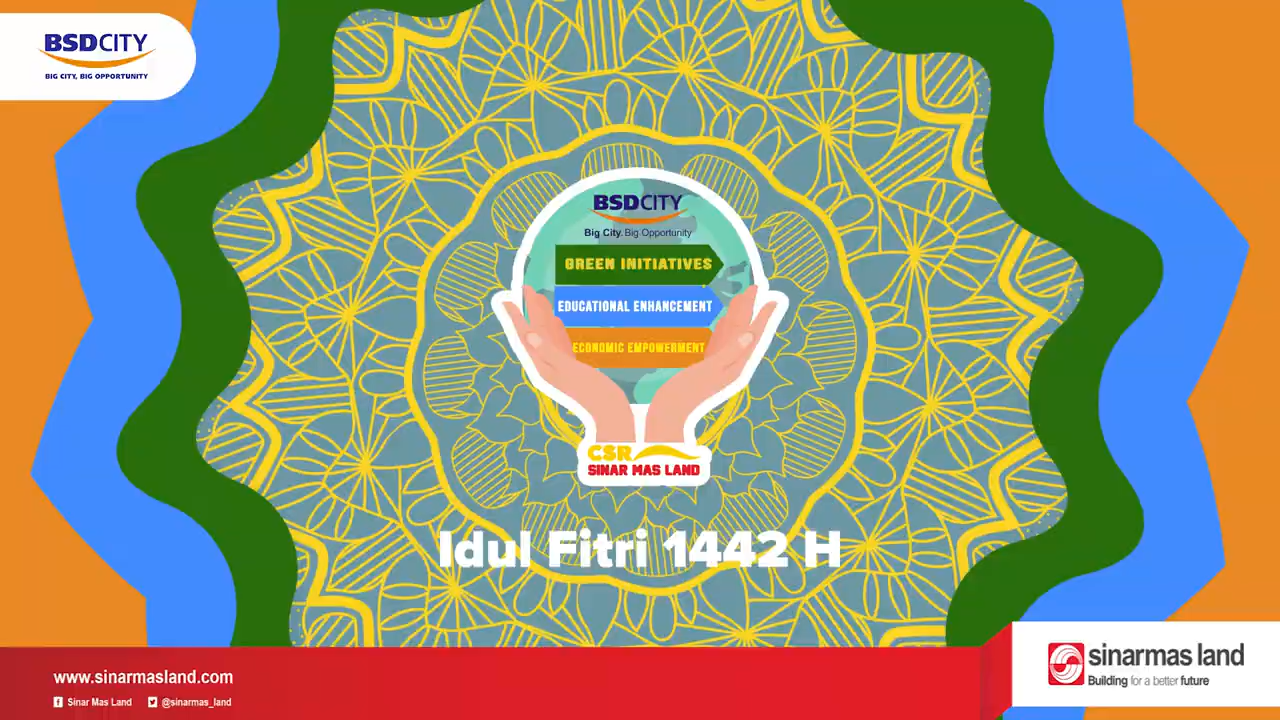 BSDCITY
BIG CITY, BIG OPPORTUNITY
BSDCITY
Big City. Big Opportunity
GREEN INITIATIVES
EDUCATIONAL ENHANCEMENT
ECONOMIC EMPOWERMENT
CSR
SINAR MAS LAND
Idul Fitri 1442 H
www.sinarmasland.com
Sinar Mas Land @sinarmas_land
sinarmas land
Building for a better future